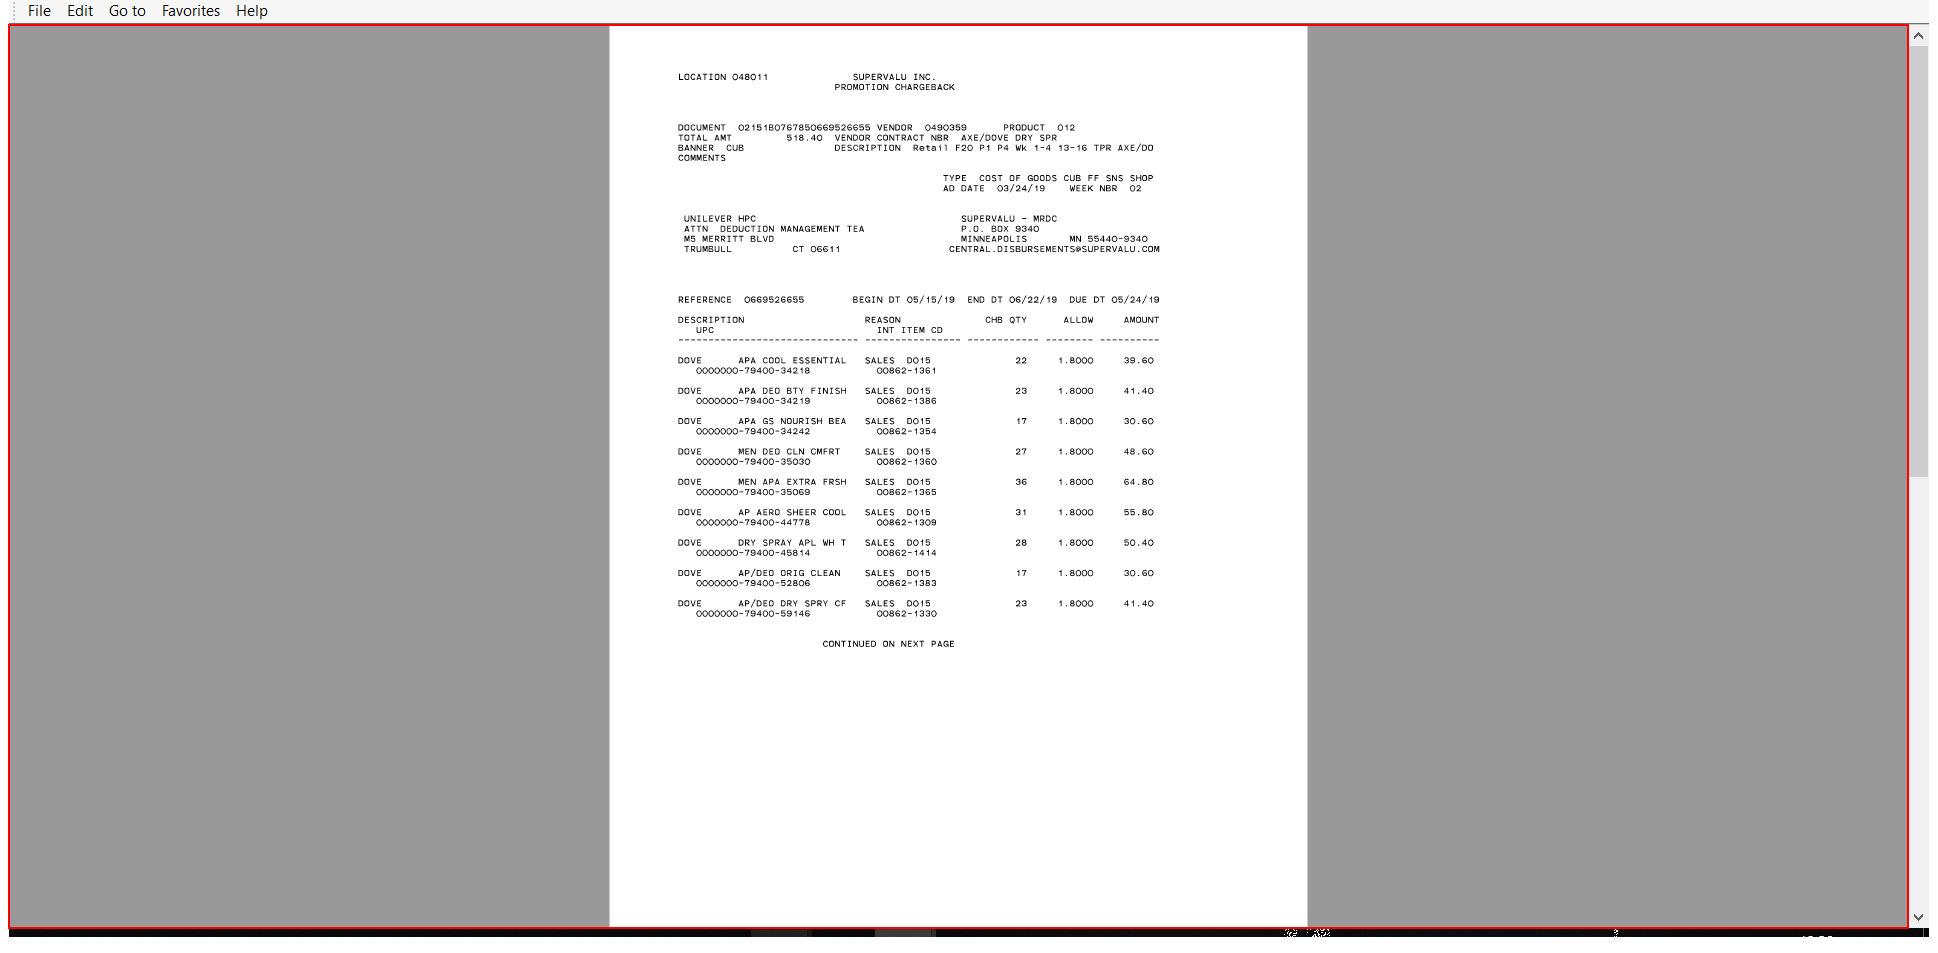 File Edit Go to Favorites Help
LOCATION 048011 SUPERVALU INC.
PROMOTION CHARGEBACK
DOCUMENT 02151B0767850669526655 VENDOR 0490359 PRODUCT 012
TOTAL AMT 518.40 VENDOR CONTRACT NBR AXE/DOVE DRY SPR
BANNER CUB DESCRIPTION Retail F20 P1 P4 Wk 1-4 13-16 TPR AXE/DO
COMMENTS
TYPE COST OF GOODS CUB FF SNS SHOP
AD DATE 03/24/19 WEEK NBR 02
UNILEVER HPC SUPERVALU - MRDC
ATTN DEDUCTION MANAGEMENT TEA P.O. BOX 9340
M5 MERRITT BLVD MINNEAPOLIS MN 55440-9340
TRUMBULL CT 06611 CENTRAL.DISBURSEMENTS@SUPERVALU.COM
REFERENCE 0669526655 BEGIN DT 05/15/19 END DT 06/22/19 DUE DT 05/24/19
DESCRIPTION REASON CHB QTY ALLOW AMOUNT
UPC INT ITEM CD
------------------------------ ---------------- ------------ -------- ----------
DOVE APA COOL ESSENTIAL SALES D015 22 1.8000 39.60
0000000-79400-34218 00862-1361
DOVE APA DEO BTY FINISH SALES D015 23 1.8000 41.40
0000000-79400-34219 00862-1386
DOVE APA GS NOURISH BEA SALES D015 17 1.8000 30.60
0000000-79400-34242 00862-1354
DOVE MEN DEO CLN CMFRT SALES D015 27 1.8000 48.60
0000000-79400-35030 00862-1360
DOVE MEN APA EXTRA FRSH SALES D015 36 1.8000 64.80
0000000-79400-35069 00862-1365
DOVE AP AERO SHEER COOL SALES D015 31 1.8000 55.80
0000000-79400-44778 00862-1309
DOVE DRY SPRAY APL WH T SALES D015 28 1.8000 50.40
0000000-79400-45814 00862-1414
DOVE AP/DEO ORIG CLEAN SALES D015 17 1.8000 30.60
0000000-79400-52806 00862-1383
DOVE AP/DEO DRY SPRY CF SALES D015 23 1.8000 41.40
0000000-79400-59146 00862-1330
CONTINUED ON NEXT PAGE